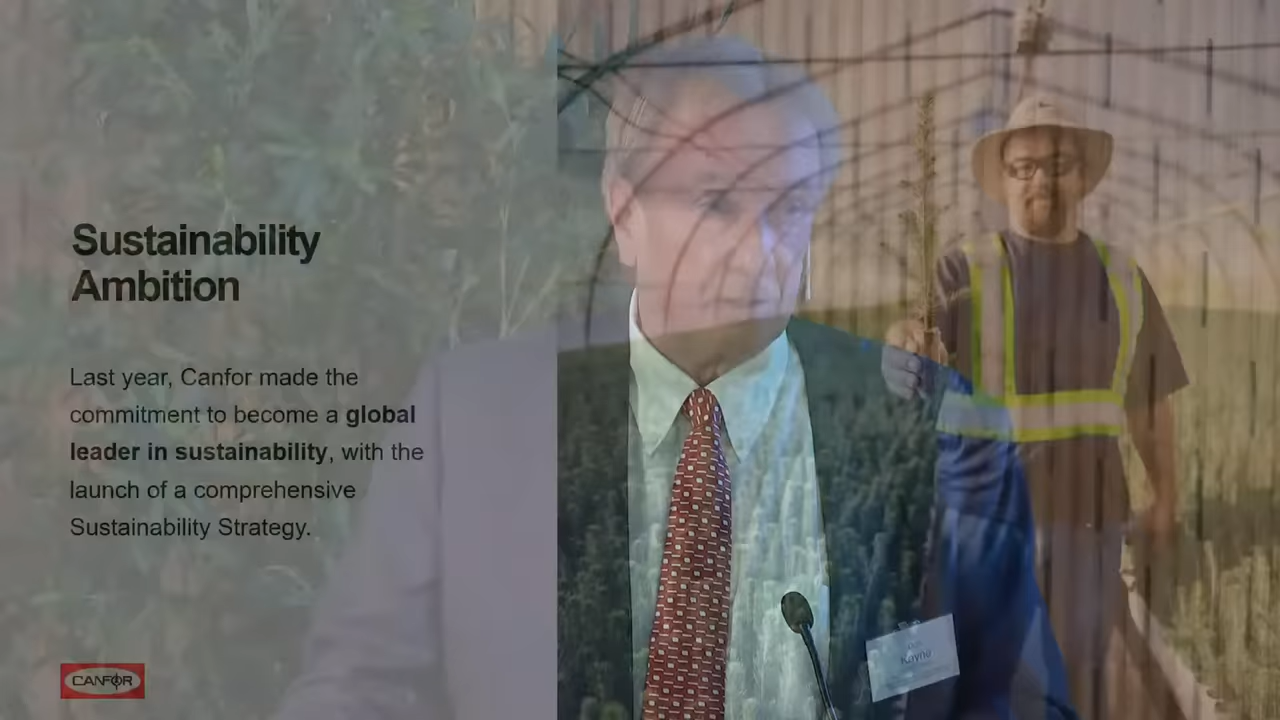 Sustainability
Ambition
Last year, Canfor made the
commitment to become a global
leader in sustainability, with the
launch of a comprehensive
Sustainability Strategy.
CANFOR
Kayne